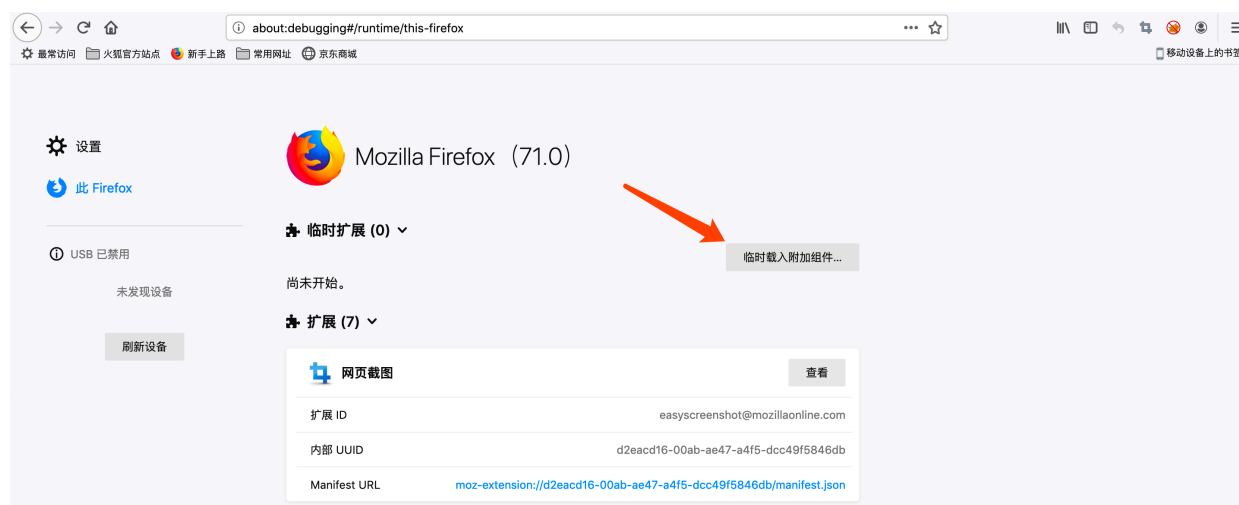 about:debugging#/runtime/this-firefox
最常访问 火狐官方站点 新手上路 常用网址 京东商城 移动设备上的书签
设置
此 Firefox
USB 已禁用
未发现设备
刷新设备
Mozilla Firefox（71.0）
临时扩展 (0)
临时载入附加组件...
尚未开始。
扩展 (7)
网页截图 查看
扩展 ID easyscreenshot@mozillaonline.com
内部 UUID d2eacd16-00ab-ae47-a4f5-dcc49f5846db
Manifest URL moz-extension://d2eacd16-00ab-ae47-a4f5-dcc49f5846db/manifest.json